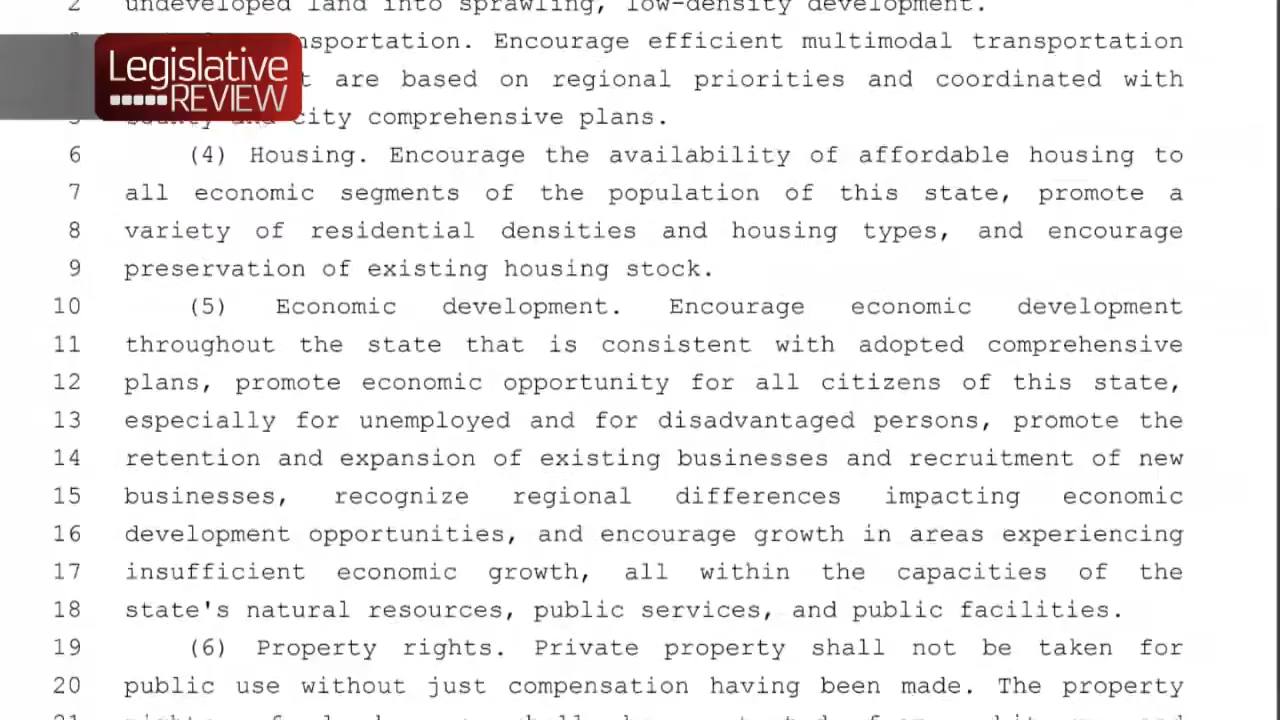 2 undeveloped land into sprawling, low-density development.
Legislative
REVIEW
transportation. Encourage efficient multimodal transportation
are based on regional priorities and coordinated with
5 county and city comprehensive plans.
6 (4) Housing. Encourage the availability of affordable housing to
7 all economic segments of the population of this state, promote a
8 variety of residential densities and housing types, and encourage
9 preservation of existing housing stock.
10 (5) Economic development. Encourage economic development
11 throughout the state that is consistent with adopted comprehensive
12 plans, promote economic opportunity for all citizens of this state,
13 especially for unemployed and for disadvantaged persons, promote the
14 retention and expansion of existing businesses and recruitment of new
15 businesses, recognize regional differences impacting economic
16 development opportunities, and encourage growth in areas experiencing
17 insufficient economic growth, all within the capacities of the
18 state's natural resources, public services, and public facilities.
19 (6) Property rights. Private property shall not be taken for
20 public use without just compensation having been made. The property